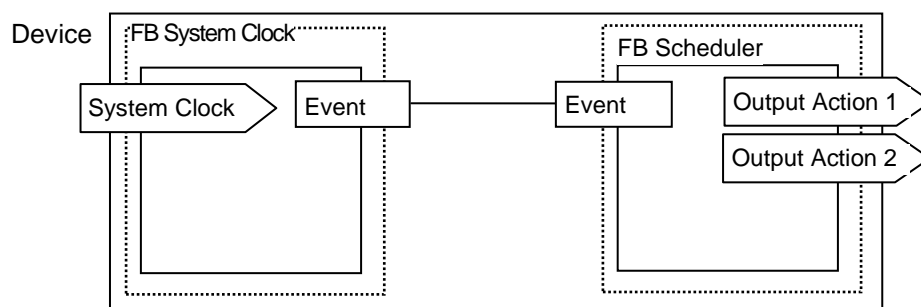 Device
FB System Clock
FB Scheduler
System Clock
Event
Event
Output Action 1
Output Action 2